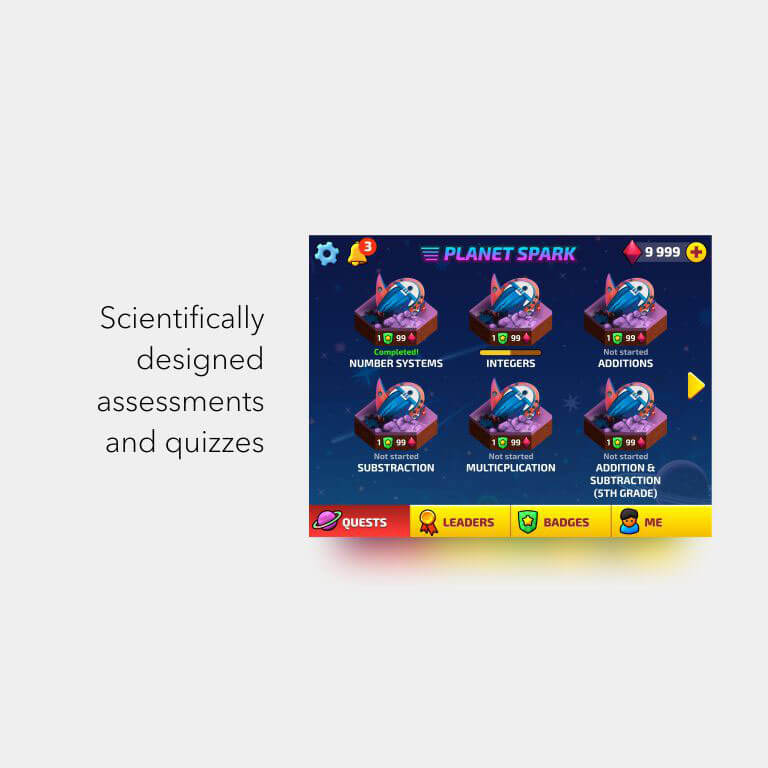 Scientifically
designed
assessments
and quizzes
3
PLANET SPARK
9 999
1 99
1 99
1 99
Completed!
Not started
NUMBER SYSTEMS
INTEGERS
ADDITIONS
1 99
1 99
1 99
Not started
Not started
Not started
SUBSTRACTION
MULTICPLICATION
ADDITION &
SUBTRACTION
(5TH GRADE)
QUESTS
LEADERS
BADGES
ME